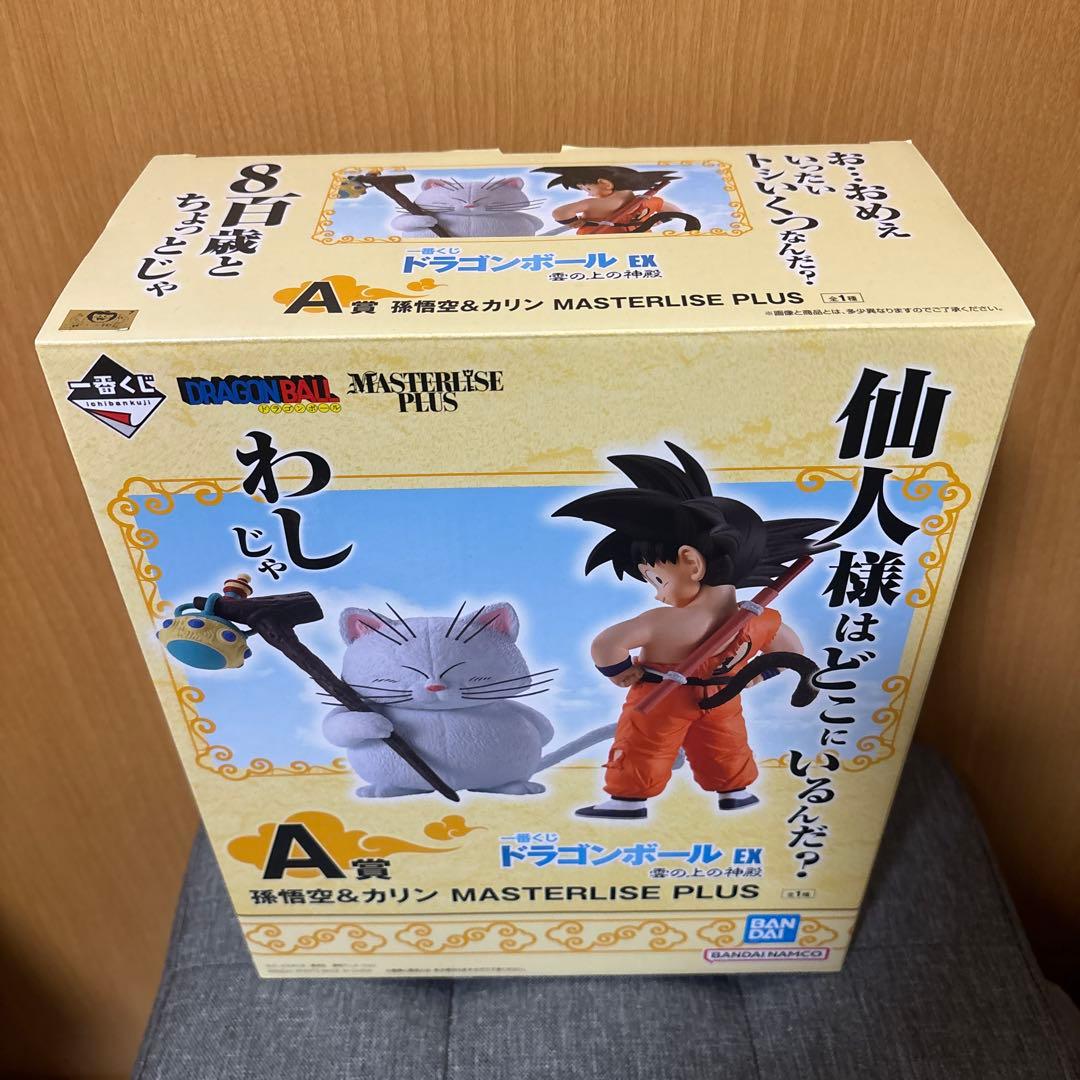 お…おめぇ
いったい
トシいくつなんだ?
8百歳と
ちょっとじゃ
一番くじ
ドラゴンボール EX
雲の上の神殿
A賞 孫悟空&カリン MASTERLISE PLUS 全1種
※画像と商品とは、多少異なりますのでご了承ください。
一番くじ
ichibankuji
DRAGON BALL
ドラゴンボール
MASTERLISE
PLUS
仙人様はどこにいるんだ?
わし
じゃ
A賞
一番くじ
ドラゴンボール EX
雲の上の神殿
孫悟空&カリン MASTERLISE PLUS 全1種
BAN
DAI
BANDAI NAMCO